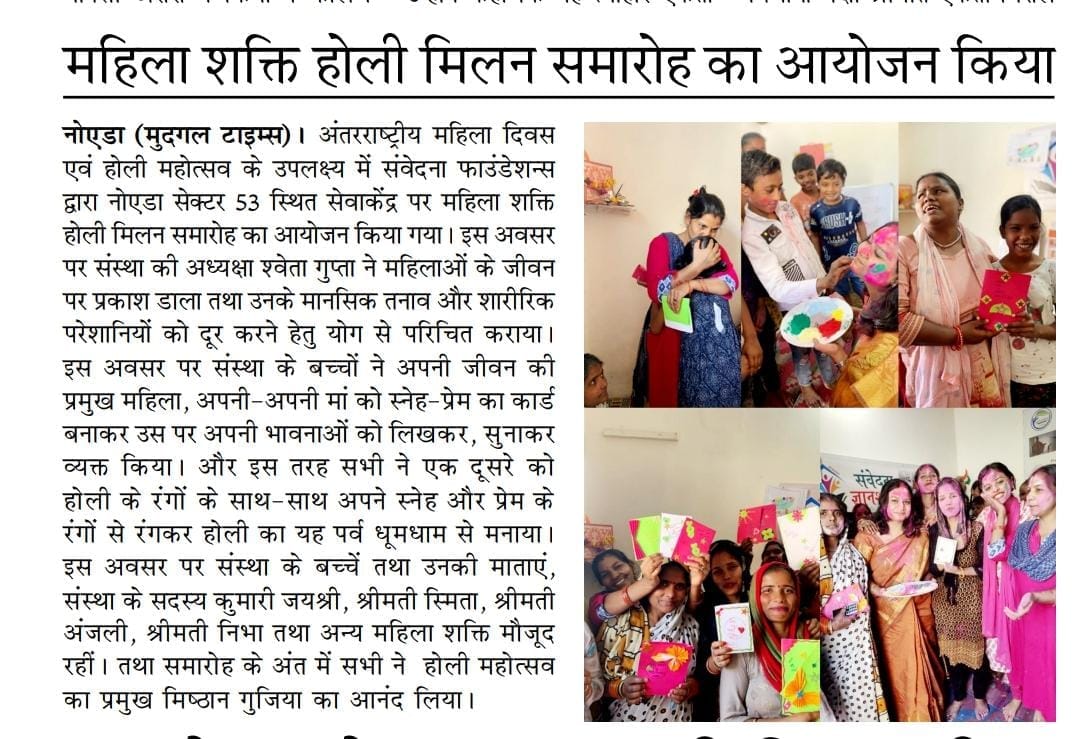 महिला शक्ति होली मिलन समारोह का आयोजन किया
नोएडा (मुदगल टाइम्स)। अंतरराष्ट्रीय महिला दिवस
एवं होली महोत्सव के उपलक्ष्य में संवेदना फाउंडेशन्स
द्वारा नोएडा सेक्टर 53 स्थित सेवाकेंद्र पर महिला शक्ति
होली मिलन समारोह का आयोजन किया गया। इस अवसर
पर संस्था की अध्यक्षा श्वेता गुप्ता ने महिलाओं के जीवन
पर प्रकाश डाला तथा उनके मानसिक तनाव और शारीरिक
परेशानियों को दूर करने हेतु योग से परिचित कराया।
इस अवसर पर संस्था के बच्चों ने अपनी जीवन की
प्रमुख महिला, अपनी-अपनी मां को स्नेह-प्रेम का कार्ड
बनाकर उस पर अपनी भावनाओं को लिखकर, सुनाकर
व्यक्त किया। और इस तरह सभी ने एक दूसरे को
होली के रंगों के साथ-साथ अपने स्नेह और प्रेम के
रंगों से रंगकर होली का यह पर्व धूमधाम से मनाया।
इस अवसर पर संस्था के बच्चें तथा उनकी माताएं,
संस्था के सदस्य कुमारी जयश्री, श्रीमती स्मिता, श्रीमती
अंजली, श्रीमती निभा तथा अन्य महिला शक्ति मौजूद
रहीं। तथा समारोह के अंत में सभी ने होली महोत्सव
का प्रमुख मिष्ठान गुजिया का आनंद लिया।